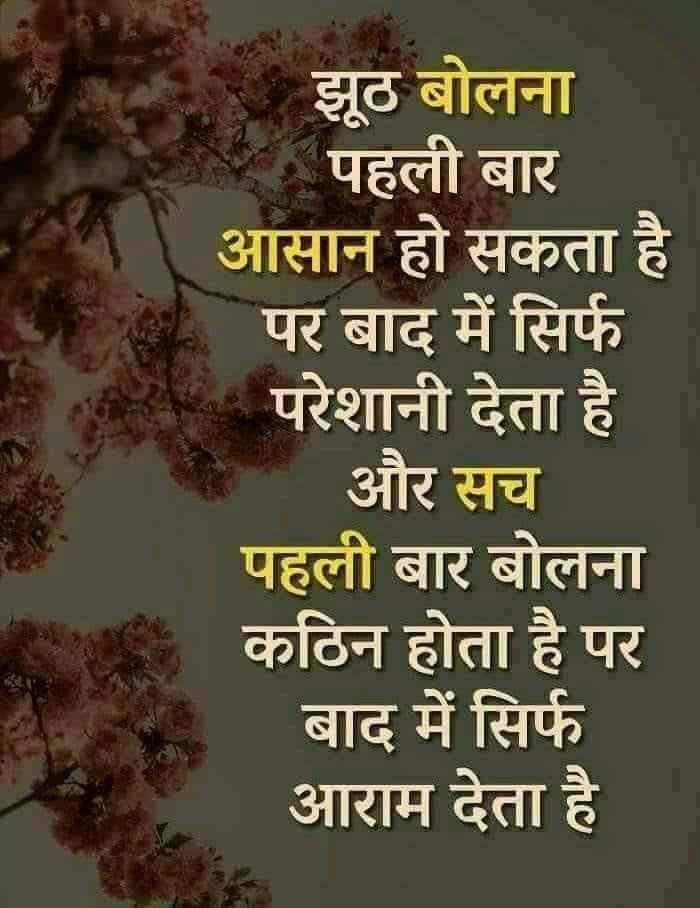 झूठ बोलना
पहली बार
आसान हो सकता है
पर बाद में सिर्फ
परेशानी देता है
और सच
पहली बार बोलना
कठिन होता है पर
बाद में सिर्फ
आराम देता है